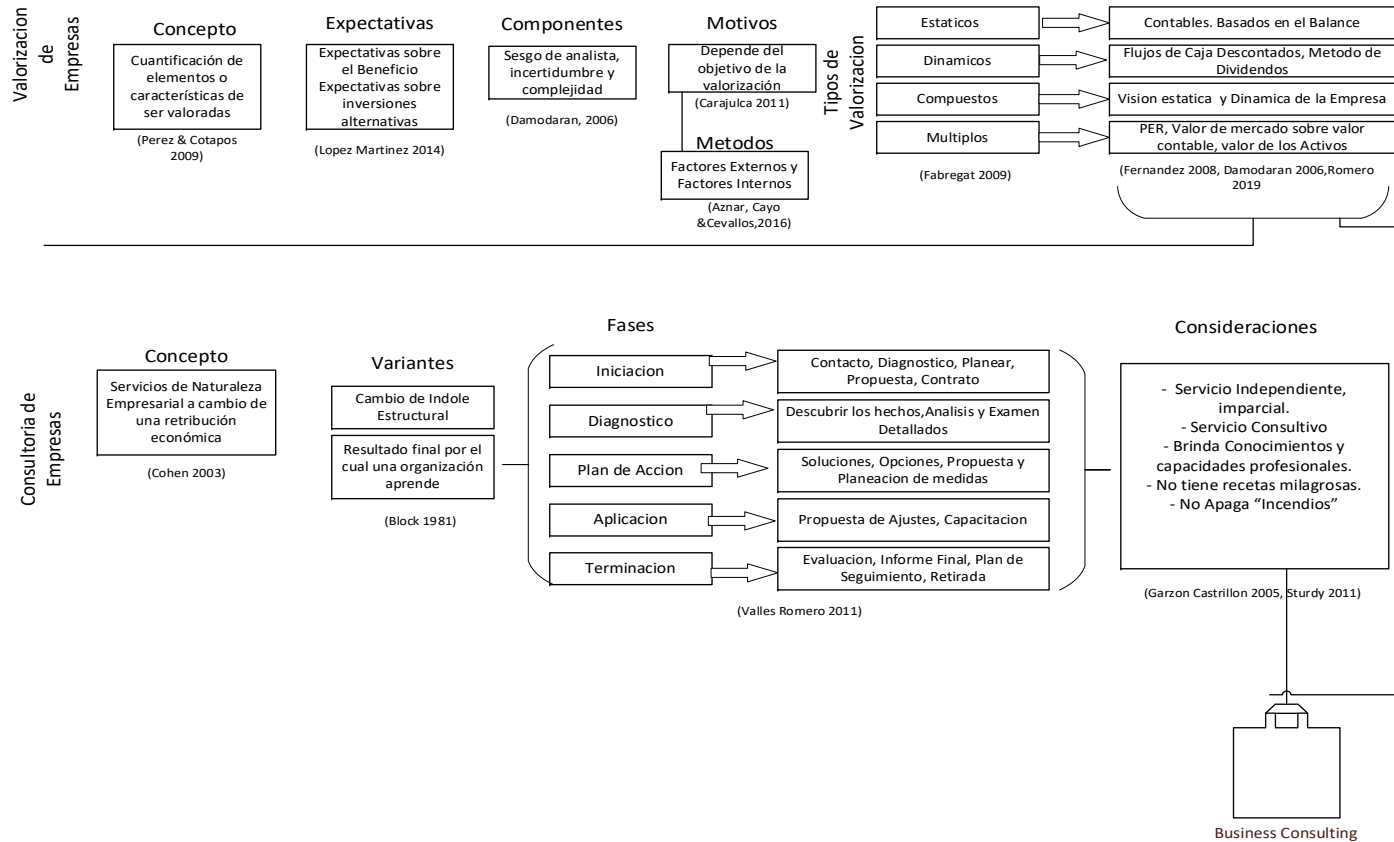 Valorizacion
de
Empresas
Concepto
Cuantificación de
elementos o
características de
ser valoradas
(Perez & Cotapos
2009)
Expectativas
Expectativas sobre
el Beneficio
Expectativas sobre
inversiones
alternativas
(Lopez Martinez 2014)
Componentes
Sesgo de analista,
incertidumbre y
complejidad
(Damodaran, 2006)
Motivos
Depende del
objetivo de la
valorización
(Carajulca 2011)
Metodos
Factores Externos y
Factores Internos
(Aznar, Cayo
&Cevallos,2016)
Tipos de
Valorizacion
Estaticos
Contables. Basados en el Balance
Dinamicos
Flujos de Caja Descontados, Metodo de
Dividendos
Compuestos
Vision estatica y Dinamica de la Empresa
Multiplos
PER, Valor de mercado sobre valor
contable, valor de los Activos
(Fabregat 2009)
(Fernandez 2008, Damodaran 2006,Romero
2019
Consultoria de
Empresas
Concepto
Servicios de Naturaleza
Empresarial a cambio de
una retribución
económica
(Cohen 2003)
Variantes
Cambio de Indole
Estructural
Resultado final por el
cual una organización
aprende
(Block 1981)
Fases
Iniciacion
Contacto, Diagnostico, Planear,
Propuesta, Contrato
Diagnostico
Descubrir los hechos,Analisis y Examen
Detallados
Plan de Accion
Soluciones, Opciones, Propuesta y
Planeacion de medidas
Aplicacion
Propuesta de Ajustes, Capacitacion
Terminacion
Evaluacion, Informe Final, Plan de
Seguimiento, Retirada
(Valles Romero 2011)
Consideraciones
- Servicio Independiente,
imparcial.
- Servicio Consultivo
- Brinda Conocimientos y
capacidades profesionales.
- No tiene recetas milagrosas.
- No Apaga “Incendios”
(Garzon Castrillon 2005, Sturdy 2011)
Business Consulting